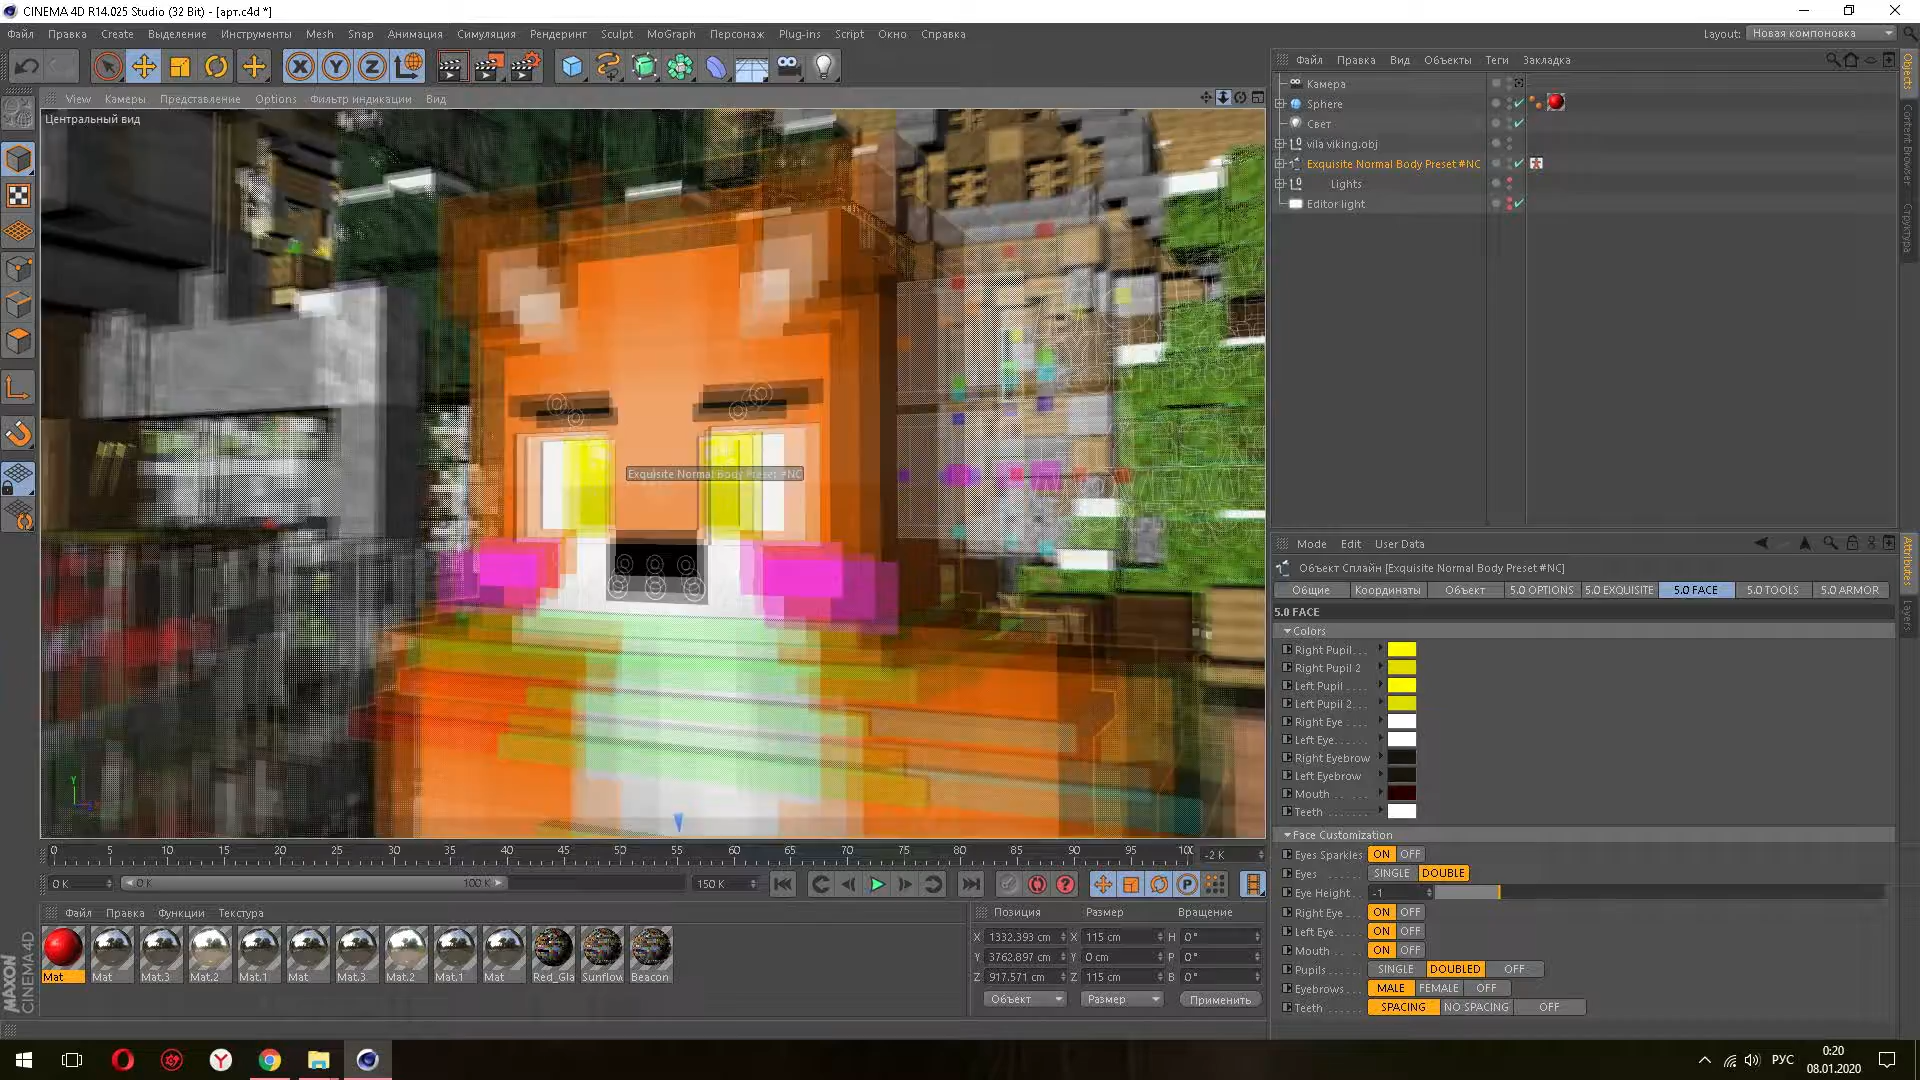 CINEMA 4D R14.025 Studio (32 Bit) - [арт.c4d *]
Файл Правка Create Выделение Инструменты Mesh Snap Анимация Симуляция Рендеринг Sculpt MoGraph Персонаж Plug-ins Script Окно Справка
Layout: Новая компоновка
View Камеры Представление Options Фильтр индикации Вид
Центральный вид
Exquisite Normal Body Preset #NC
Файл Правка Вид Объекты Теги Закладка
Камера
Sphere
Свет
vila viking.obj
Exquisite Normal Body Preset #NC
Lights
Editor light
Objects
Content Browser
Структура
Mode Edit User Data
Объект Сплайн [Exquisite Normal Body Preset #NC]
Общие Координаты Объект 5.0 OPTIONS 5.0 EXQUISITE 5.0 FACE 5.0 TOOLS 5.0 ARMOR
5.0 FACE
Colors
Right Pupil. . . .
Right Pupil 2
Left Pupil . . . .
Left Pupil 2. . .
Right Eye . . . .
Left Eye. . . . .
Right Eyebrow
Left Eyebrow
Mouth . . . . . .
Teeth . . . . . .
Face Customization
Eyes Sparkles ON OFF
Eyes . . . . . . SINGLE DOUBLE
Eye Height. . -1
Right Eye . . . ON OFF
Left Eye. . . . ON OFF
Mouth . . . . . ON OFF
Pupils . . . . . SINGLE DOUBLED OFF
Eyebrows. . . MALE FEMALE OFF
Teeth . . . . . . SPACING NO SPACING OFF
Attributes
Layers
0 5 10 15 20 25 30 35 40 45 50 55 60 65 70 75 80 85 90 95 100 -2 K
0 K 0 K 100 K 150 K
Файл Правка Функции Текстура
Mat Mat Mat.3 Mat.2 Mat.1 Mat Mat.3 Mat.2 Mat.1 Mat Red_Gla Sunflow Beacon
Позиция Размер Вращение
X 1332.393 cm X 115 cm H 0°
Y 3762.897 cm Y 0 cm P 0°
Z 917.571 cm Z 115 cm B 0°
Объект Размер Применить
MAXON
CINEMA 4D
РУС
0:20
08.01.2020